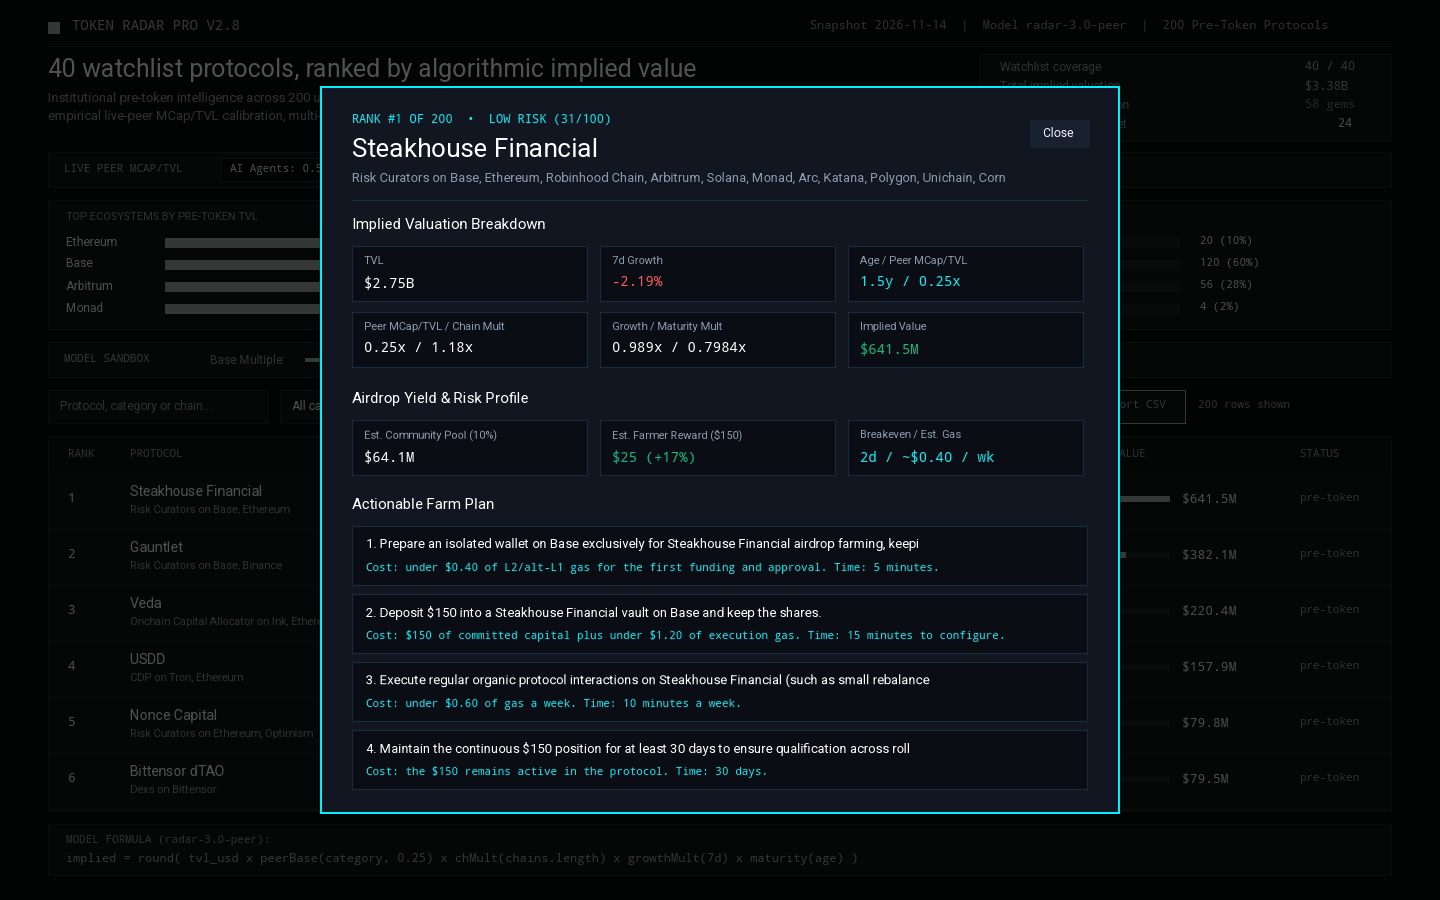 TOKEN RADAR PRO V2.8
Snapshot 2026-11-14 | Model radar-3.0-peer | 200 Pre-Token Protocols
40 watchlist protocols, ranked by algorithmic implied value
Institutional pre-token intelligence across 200 u
empirical live-peer MCap/TVL calibration, multi-
Watchlist coverage 40 / 40
Total implied valuation $3.38B
58 gems
24
LIVE PEER MCAP/TVL AI Agents: 0.5
TOP ECOSYSTEMS BY PRE-TOKEN TVL
Ethereum
Base
Arbitrum
Monad
20 (10%)
120 (60%)
56 (28%)
4 (2%)
MODEL SANDBOX Base Multiple:
Protocol, category or chain... All ca ort CSV 200 rows shown
RANK PROTOCOL ALUE STATUS
1 Steakhouse Financial $641.5M pre-token
Risk Curators on Base, Ethereum
2 Gauntlet $382.1M pre-token
Risk Curators on Base, Binance
3 Veda $220.4M pre-token
Onchain Capital Allocator on Ink, Ethere
4 USDD $157.9M pre-token
CDP on Tron, Ethereum
5 Nonce Capital $79.8M pre-token
Risk Curators on Ethereum, Optimism
6 Bittensor dTAO $79.5M pre-token
Dexs on Bittensor
MODEL FORMULA (radar-3.0-peer):
implied = round( tvl_usd x peerBase(category, 0.25) x chMult(chains.length) x growthMult(7d) x maturity(age) )
RANK #1 OF 200 • LOW RISK (31/100)
Steakhouse Financial
Close
Risk Curators on Base, Ethereum, Robinhood Chain, Arbitrum, Solana, Monad, Arc, Katana, Polygon, Unichain, Corn
Implied Valuation Breakdown
TVL
$2.75B
7d Growth
-2.19%
Age / Peer MCap/TVL
1.5y / 0.25x
Peer MCap/TVL / Chain Mult
0.25x / 1.18x
Growth / Maturity Mult
0.989x / 0.7984x
Implied Value
$641.5M
Airdrop Yield & Risk Profile
Est. Community Pool (10%)
$64.1M
Est. Farmer Reward ($150)
$25 (+17%)
Breakeven / Est. Gas
2d / ~$0.40 / wk
Actionable Farm Plan
1. Prepare an isolated wallet on Base exclusively for Steakhouse Financial airdrop farming, keepi
Cost: under $0.40 of L2/alt-L1 gas for the first funding and approval. Time: 5 minutes.
2. Deposit $150 into a Steakhouse Financial vault on Base and keep the shares.
Cost: $150 of committed capital plus under $1.20 of execution gas. Time: 15 minutes to configure.
3. Execute regular organic protocol interactions on Steakhouse Financial (such as small rebalance
Cost: under $0.60 of gas a week. Time: 10 minutes a week.
4. Maintain the continuous $150 position for at least 30 days to ensure qualification across roll
Cost: the $150 remains active in the protocol. Time: 30 days.